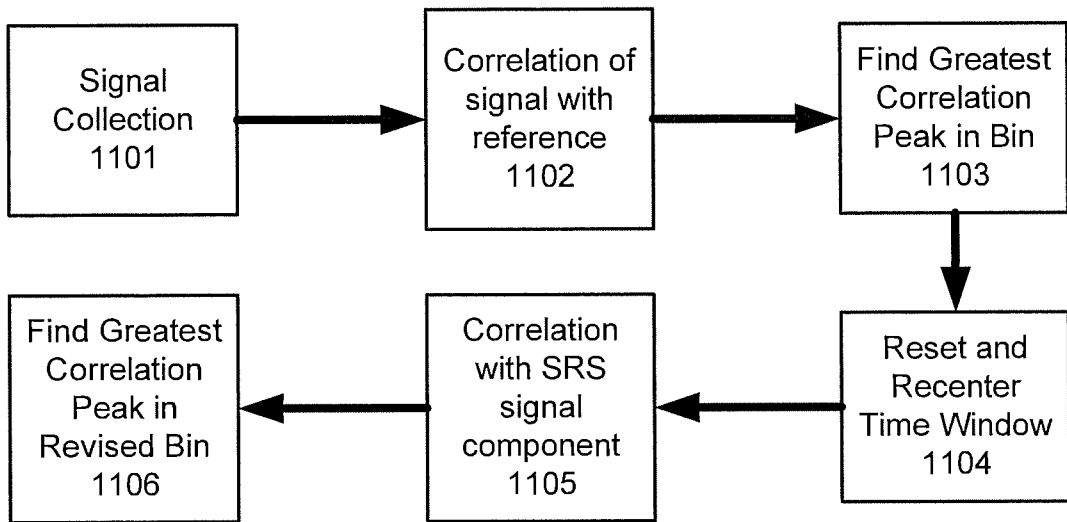 Signal
Collection
1101
Correlation of
signal with
reference
1102
Find Greatest
Correlation
Peak in Bin
1103
Reset and
Recenter
Time Window
1104
Correlation
with SRS
signal
component
1105
Find Greatest
Correlation
Peak in
Revised Bin
1106